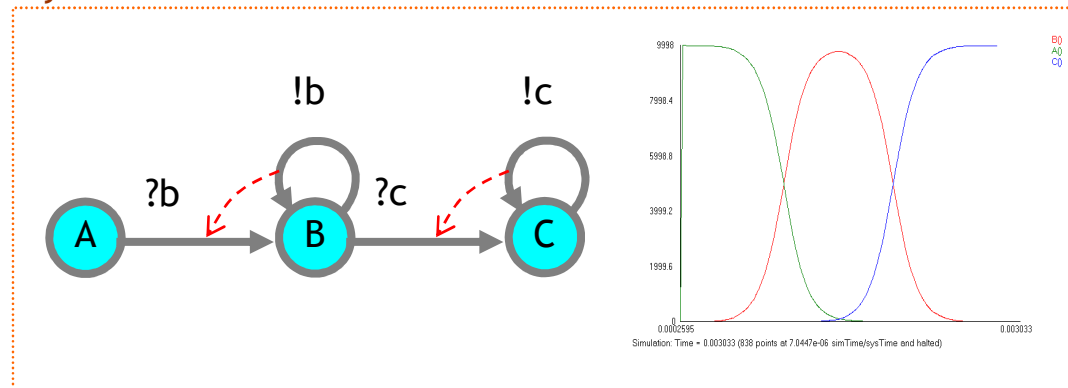 !b
!c
?b
?c
A
B
C
B()
A()
C()
9998
7998.4
5998.8
3999.2
1999.6
0
0.0002595
0.003033
Simulation: Time = 0.003033 (838 points at 7.0447e-06 simTime/sysTime and halted)